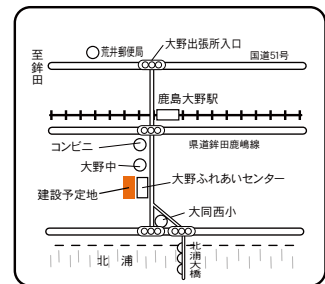 大野出張所入口
荒井郵便局
国道51号
至鉾田
鹿島大野駅
コンビニ
県道鉾田鹿嶋線
大野中
建設予定地
大野ふれあいセンター
大同西小
北浦
北浦大橋